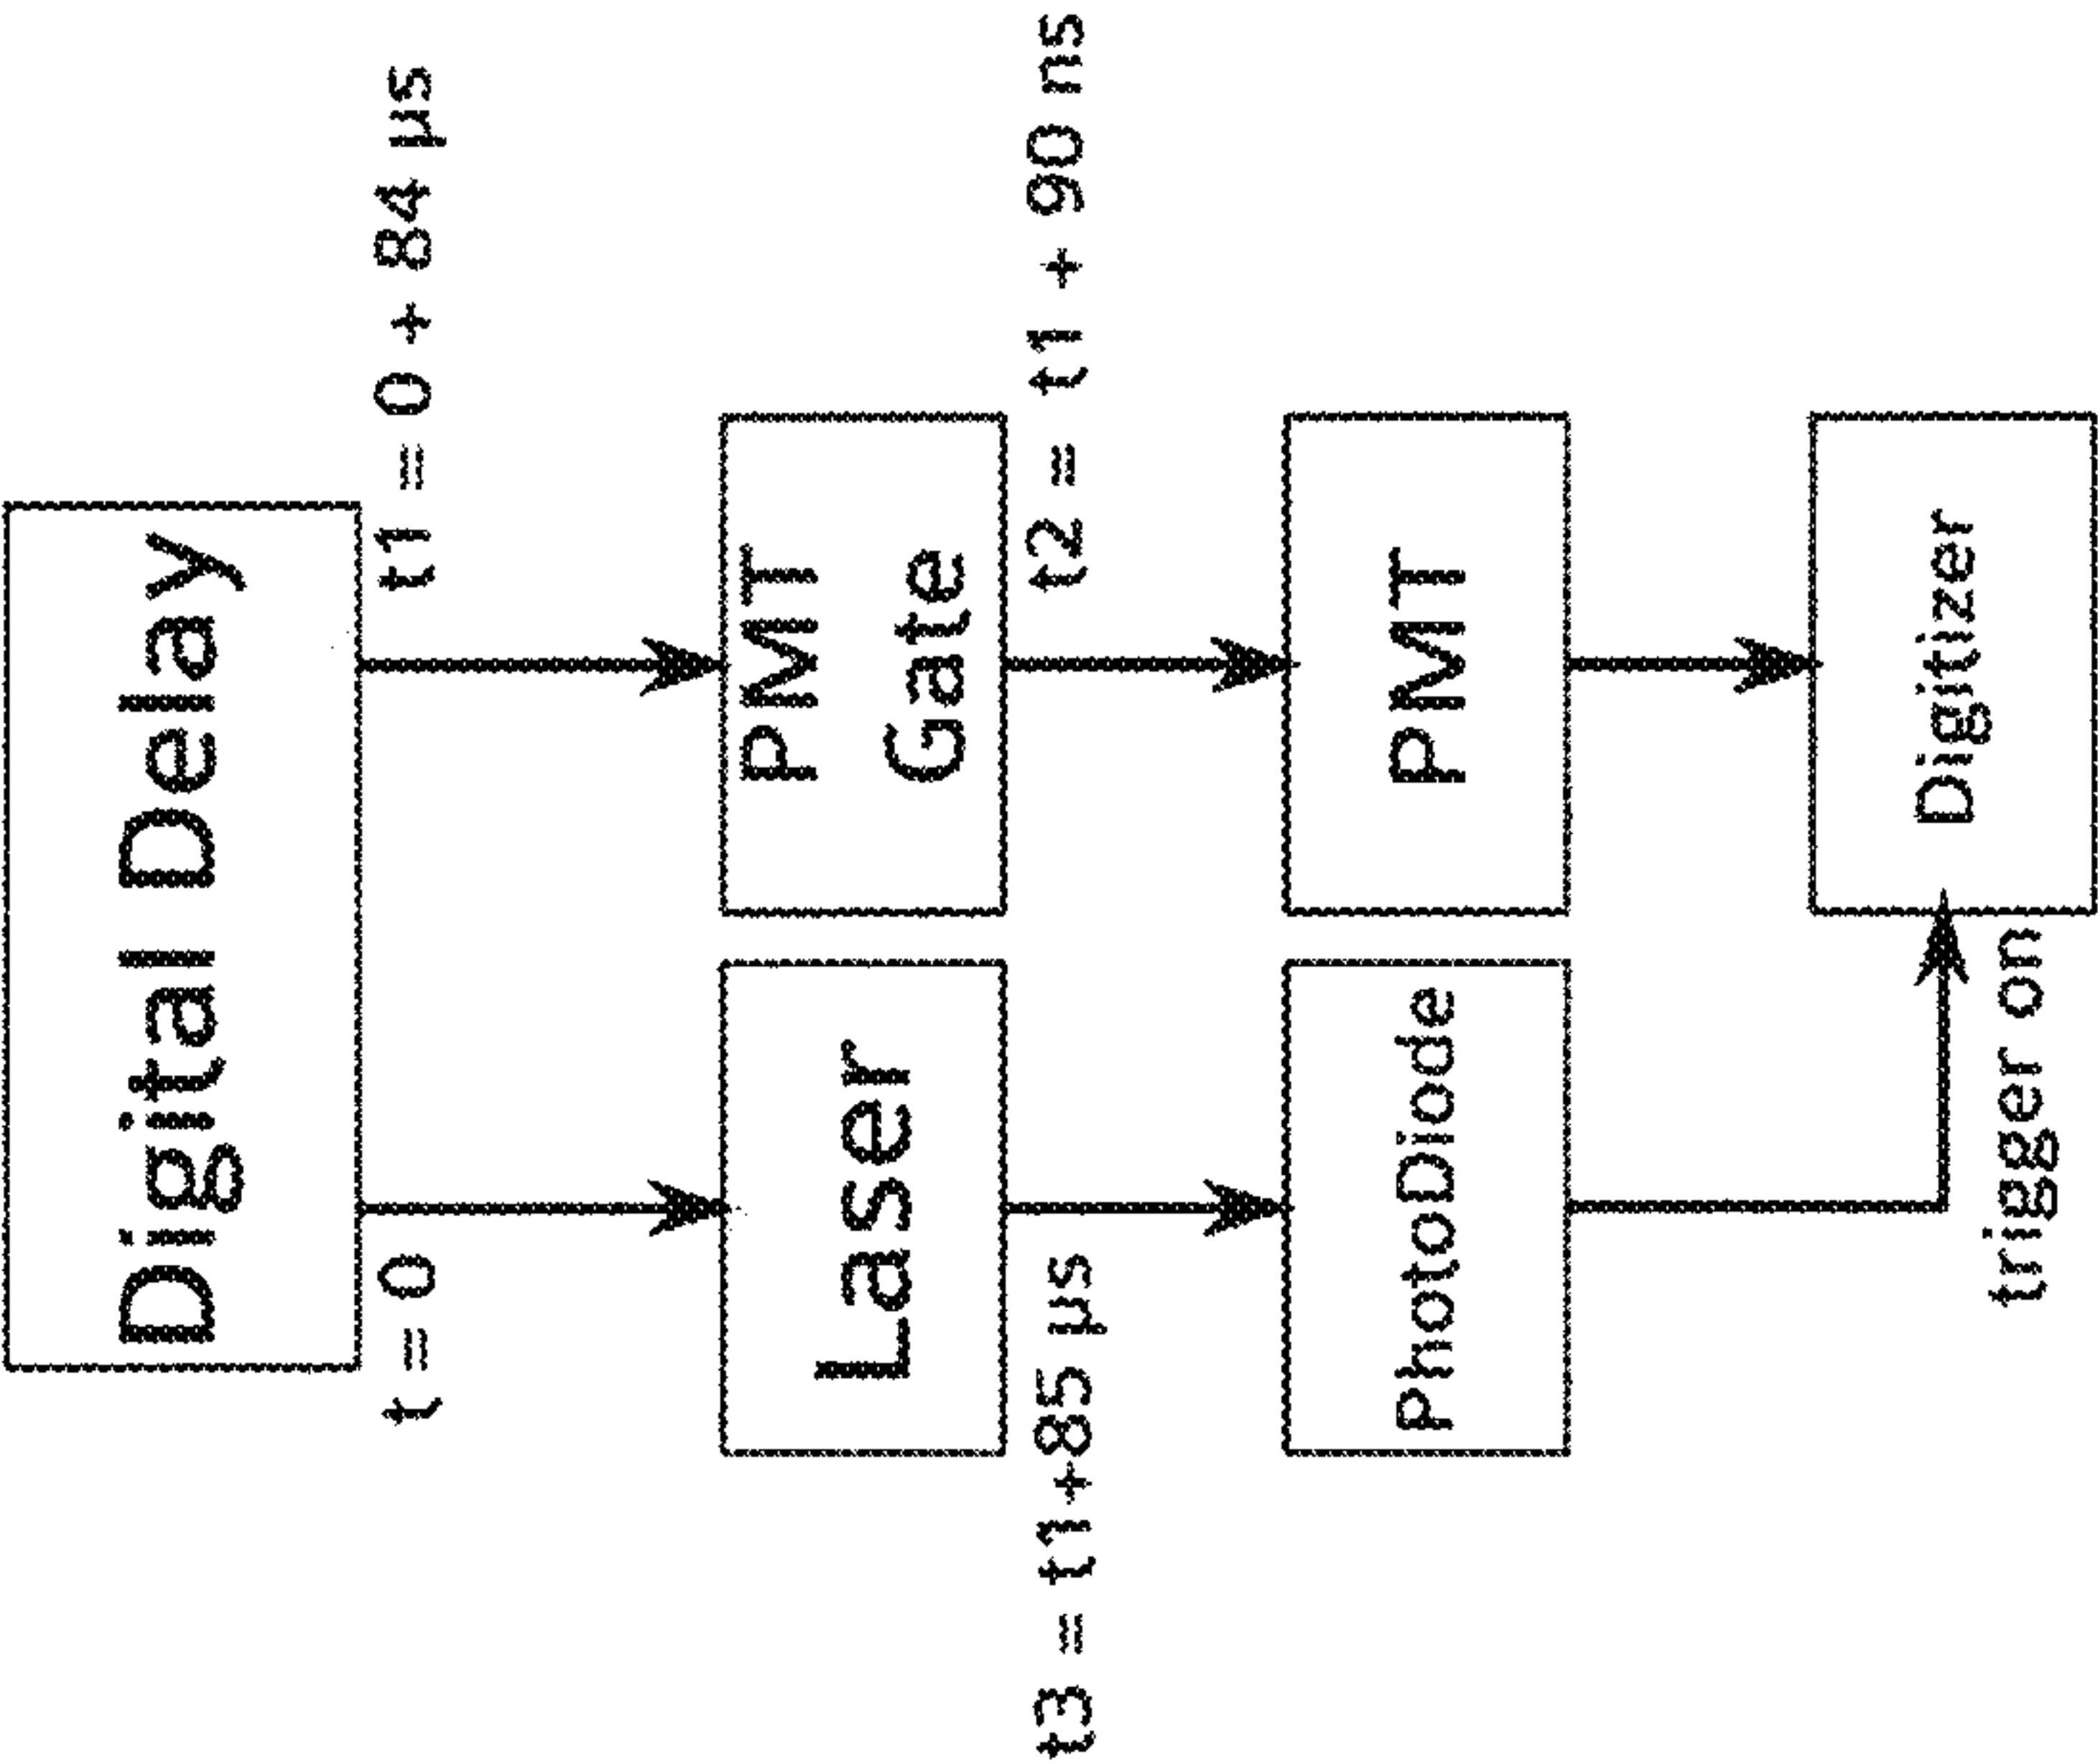 Digital Delay
t = 0
t1 = 0 + 84 µs
Laser
PMT
Gate
t3 = t1+85 µs
t2 = t1 + 90 ns
PhotoDiode
PMT
trigger on
Digitizer